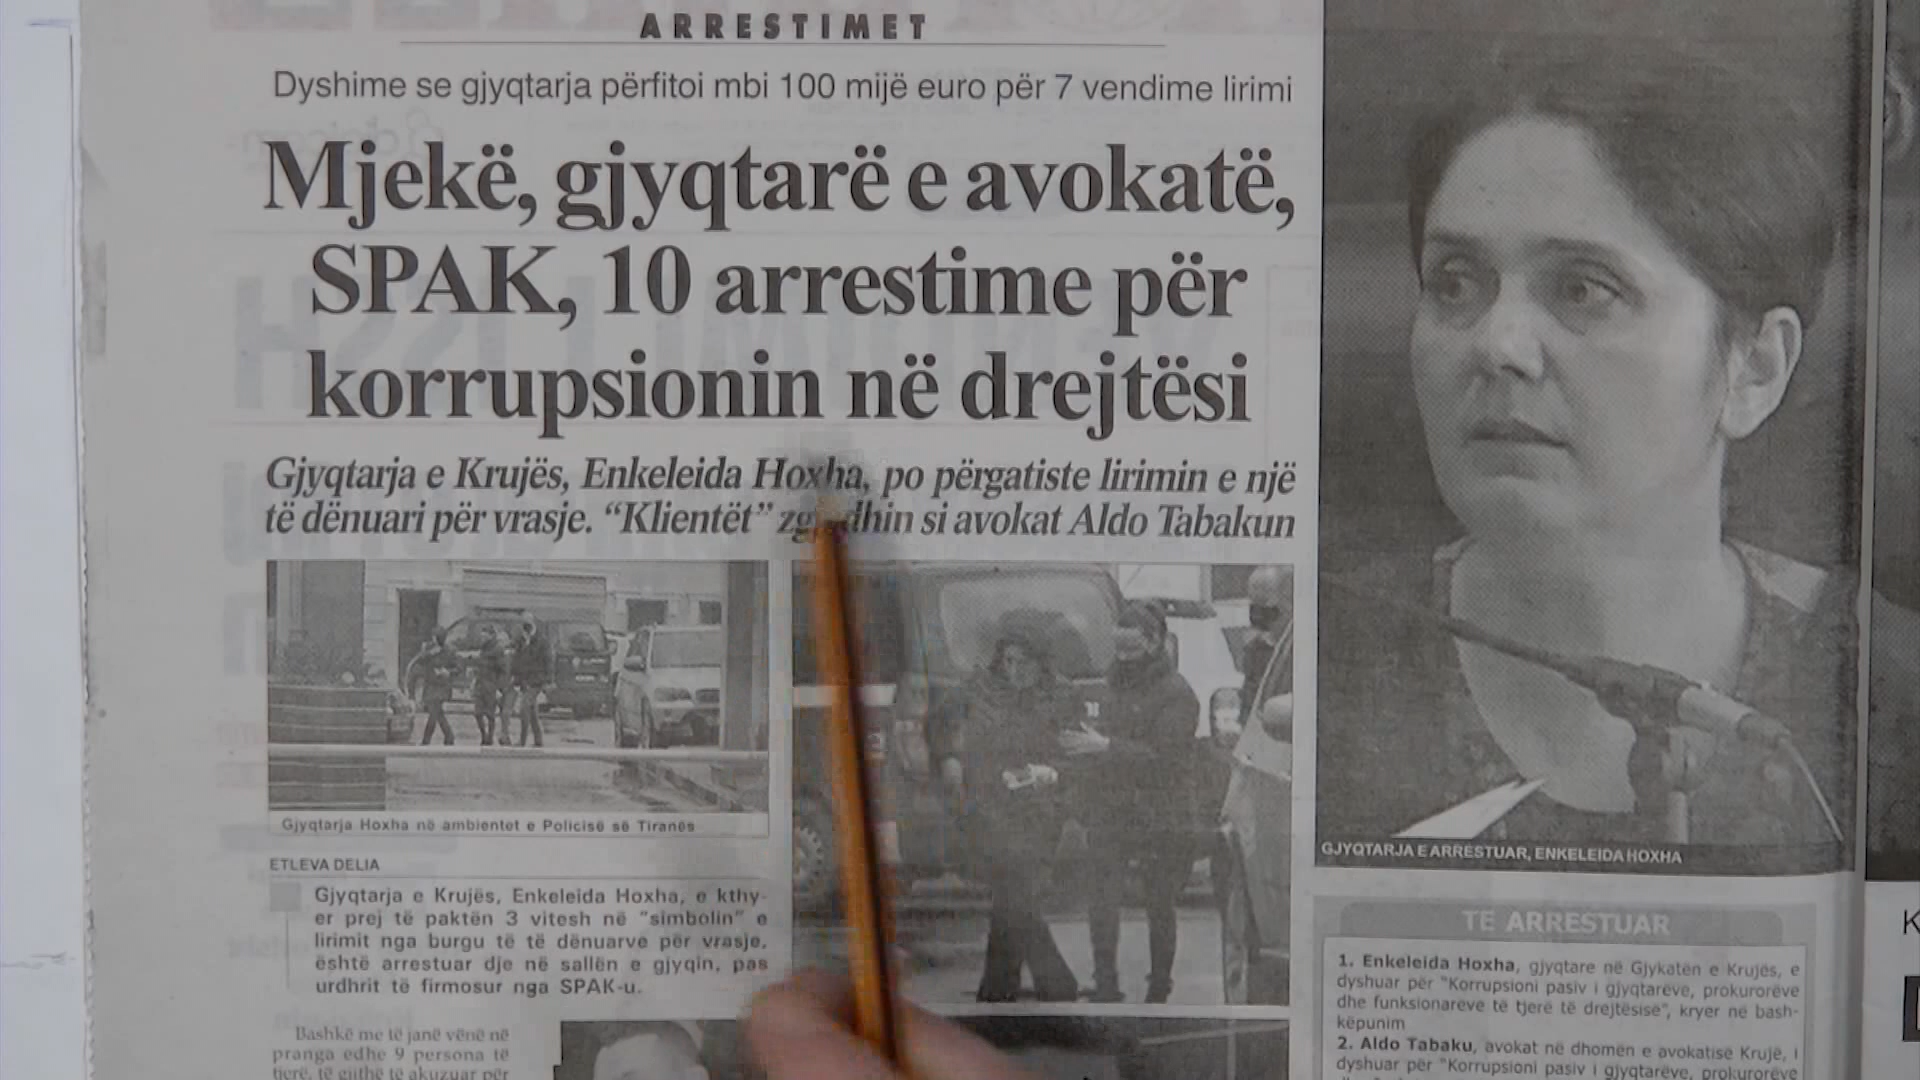 ARRESTIMET
Dyshime se gjyqtarja përfitoi mbi 100 mijë euro për 7 vendime lirimi
Mjekë, gjyqtarë e avokatë,
SPAK, 10 arrestime për
korrupsionin në drejtësi
Gjyqtarja e Krujës, Enkeleida Hoxha, po përgatiste lirimin e një
të dënuari për vrasje. “Klientët” zgjedhin si avokat Aldo Tabakun
Gjyqtarja Hoxha në ambientet e Policisë së Tiranës
ETLEVA DELIA
Gjyqtarja e Krujës, Enkeleida Hoxha, e kthy-
er prej të paktën 3 vitesh në “simbolin” e
lirimit nga burgu të të dënuarve për vrasje,
është arrestuar dje në sallën e gjyqin, pas
urdhrit të firmosur nga SPAK-u.
Bashkë me të janë vënë në
pranga edhe 9 persona të
tjerë, të gjithë të akuzuar për
GJYQTARJA E ARRESTUAR, ENKELEIDA HOXHA
TË ARRESTUAR
1. Enkeleida Hoxha, gjyqtare në Gjykatën e Krujës, e
dyshuar për “Korrupsioni pasiv i gjyqtarëve, prokurorëve
dhe funksionarëve të tjerë të drejtësisë”, kryer në bash-
këpunim
2. Aldo Tabaku, avokat në dhomën e avokatisë Krujë, i
dyshuar për “Korrupsioni pasiv i gjyqtarëve, prokurorëve